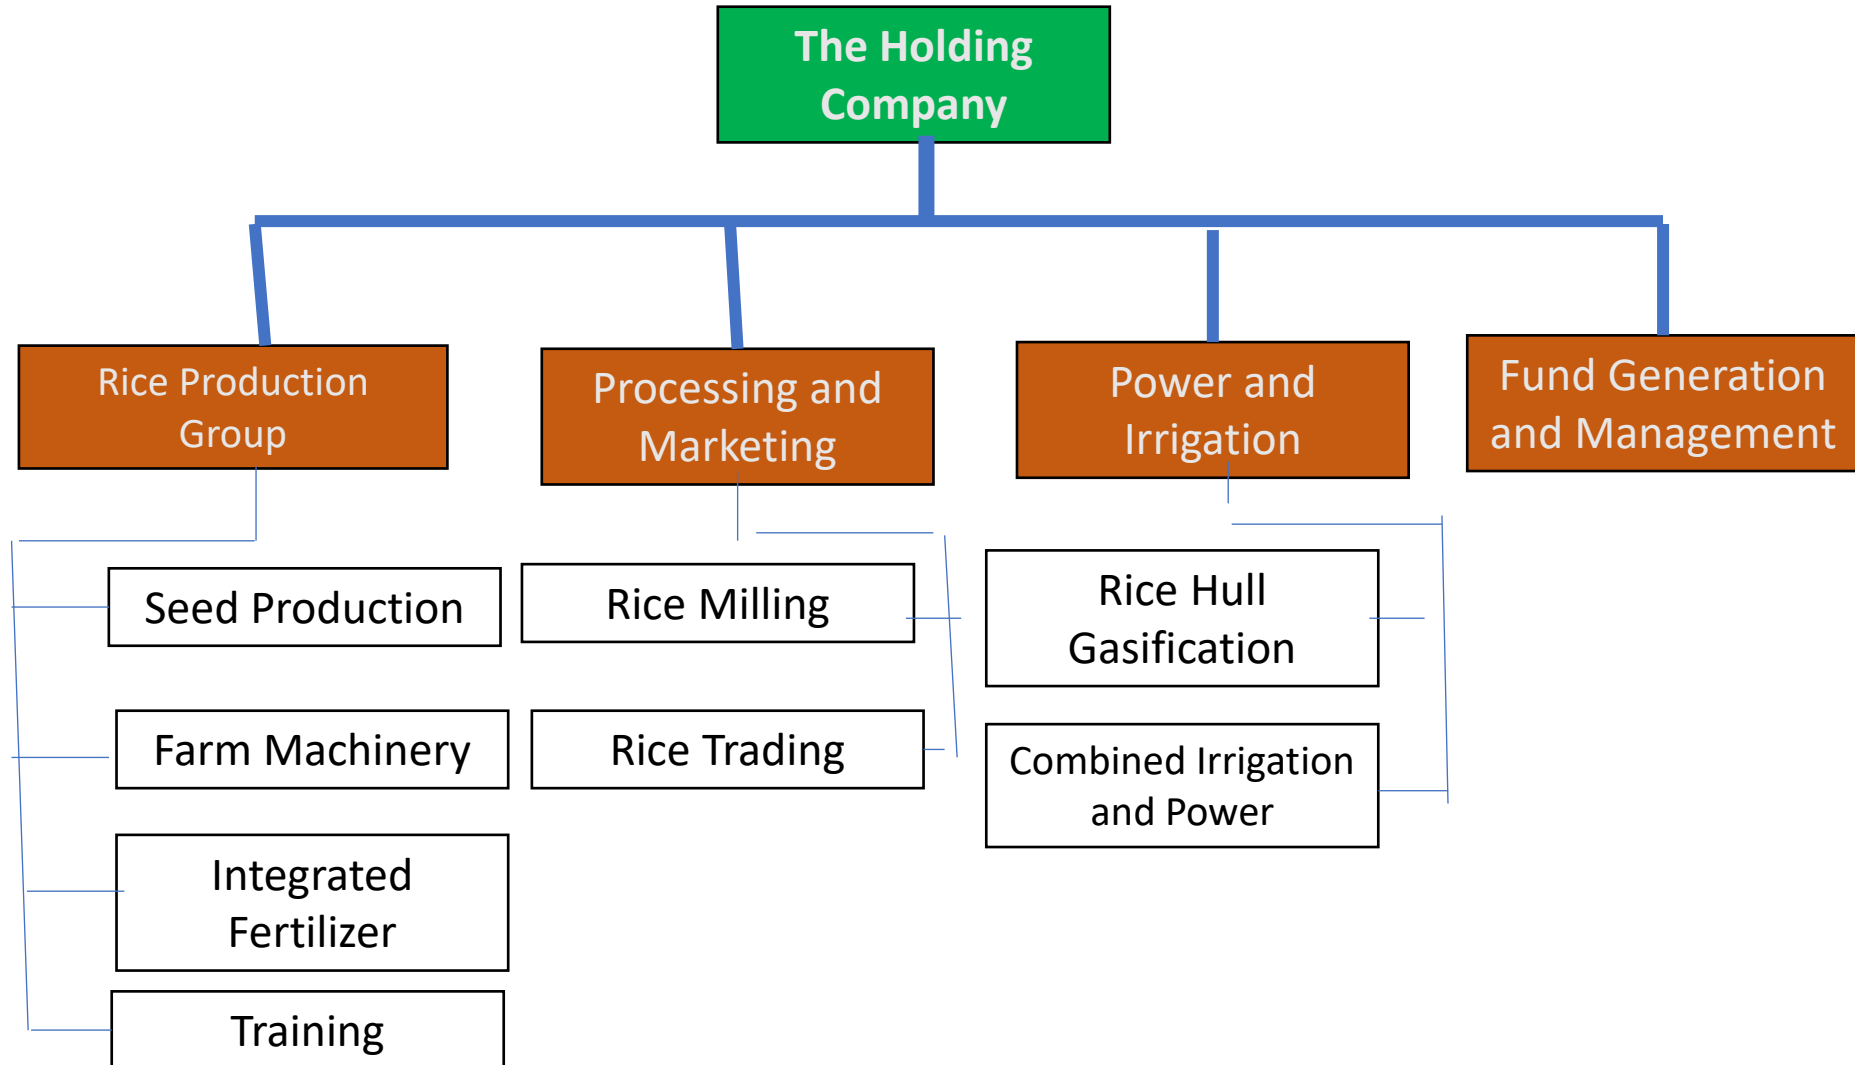 The Holding
Company
Rice Production
Group
Processing and
Marketing
Power and
Irrigation
Fund Generation
and Management
Seed Production
Farm Machinery
Integrated
Fertilizer
Training
Rice Milling
Rice Trading
Rice Hull
Gasification
Combined Irrigation
and Power